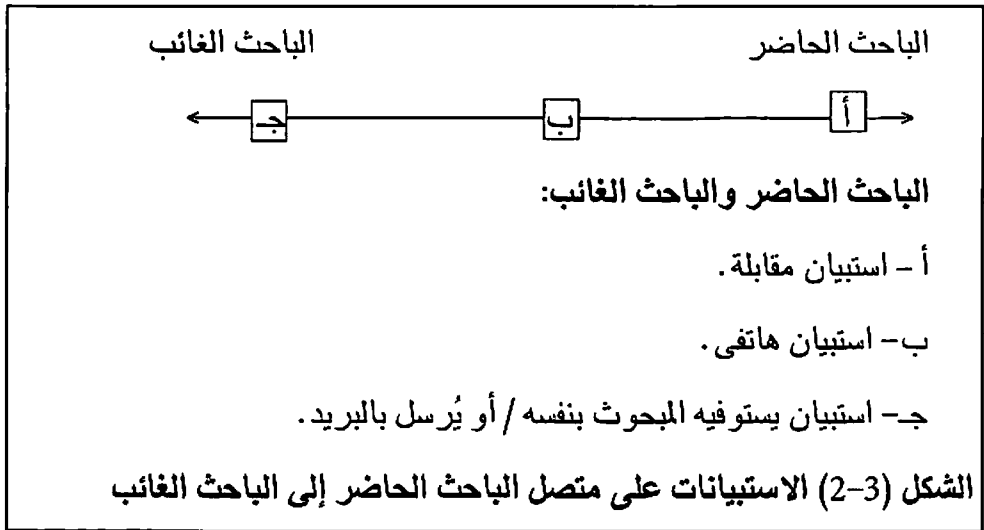 الباحث الحاضر الباحث الغائب
أ ب جـ
الباحث الحاضر والباحث الغائب:
أ – استبيان مقابلة.
ب– استبيان هاتفى.
جـ– استبيان يستوفيه المبحوث بنفسه / أو يُرسل بالبريد.
الشكل (3–2) الاستبيانات على متصل الباحث الحاضر إلى الباحث الغائب